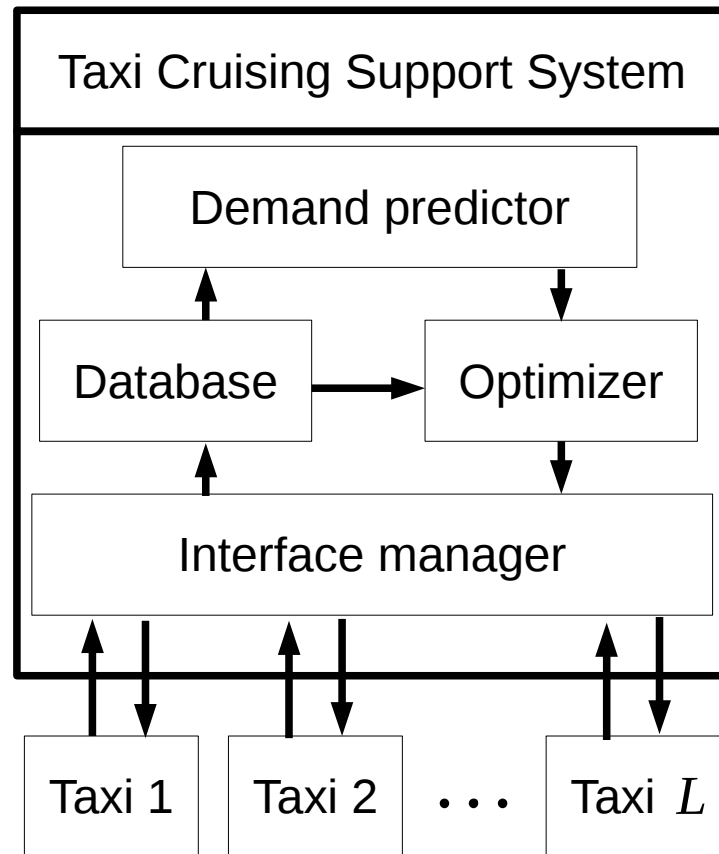 Taxi Cruising Support System
Demand predictor
Database
Optimizer
Interface manager
Taxi 1
Taxi 2
...
Taxi L